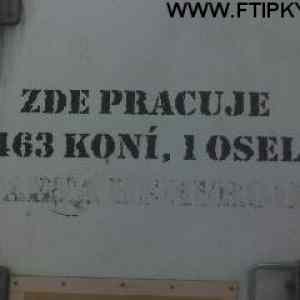 WWW.FTIPKY
ZDE PRACUJE
463 KONÍ, 1 OSEL